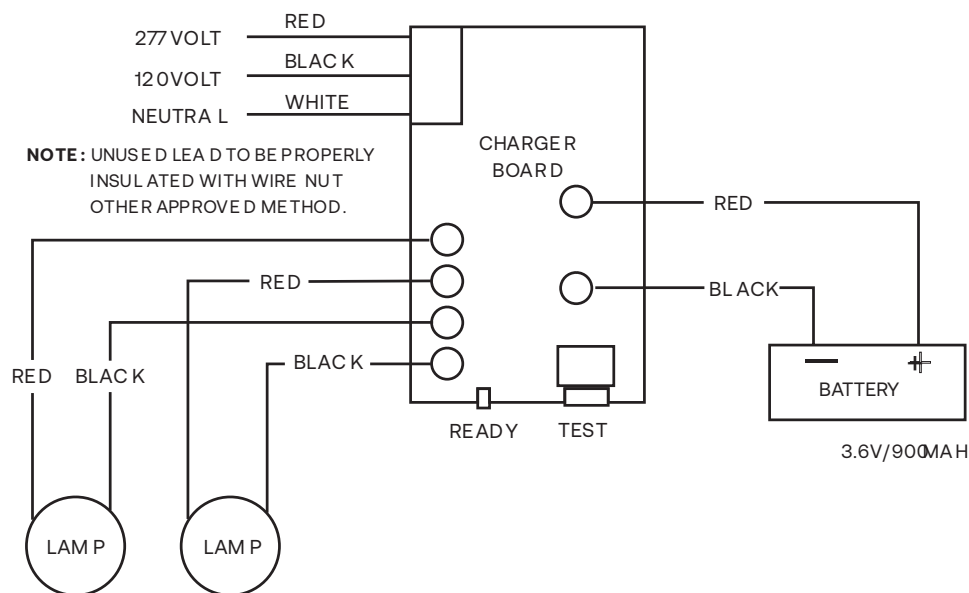 RED
277 VOLT
BLACK
120 VOLT
WHITE
NEUTRAL
NOTE: UNUSED LEAD TO BE PROPERLY
INSULATED WITH WIRE NUT
OTHER APPROVED METHOD.
CHARGER
BOARD
RED
RED
BLACK
BLACK
RED
BLACK
BATTERY
READY
TEST
3.6V/900MAH
LAMP
LAMP